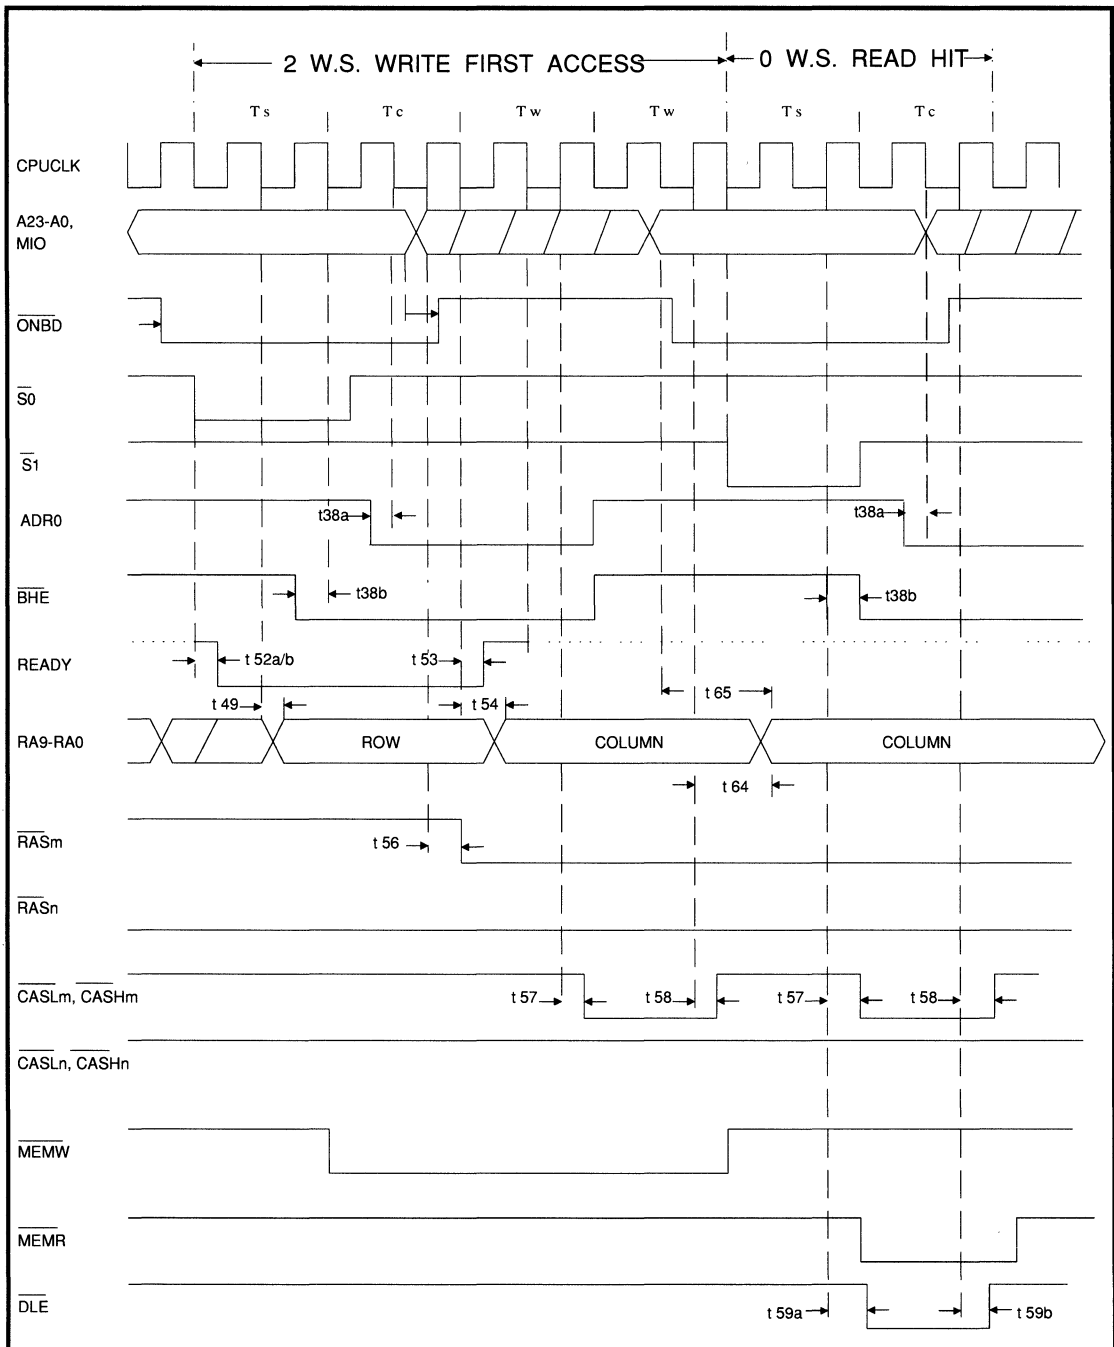 2 W.S. WRITE FIRST ACCESS 0 W.S. READ HIT
Ts Tc Tw Tw Ts Tc
CPUCLK
A23-A0,
MIO
ONBD
S0
S1
ADR0 t38a t38a
BHE t38b t38b
READY t 52a/b t 53
t 65
t 49 t 54
RA9-RA0 ROW COLUMN COLUMN
t 64
RASm t 56
RASn
CASLm, CASHm t 57 t 58 t 57 t 58
CASLn, CASHn
MEMW
MEMR
DLE t 59a t 59b